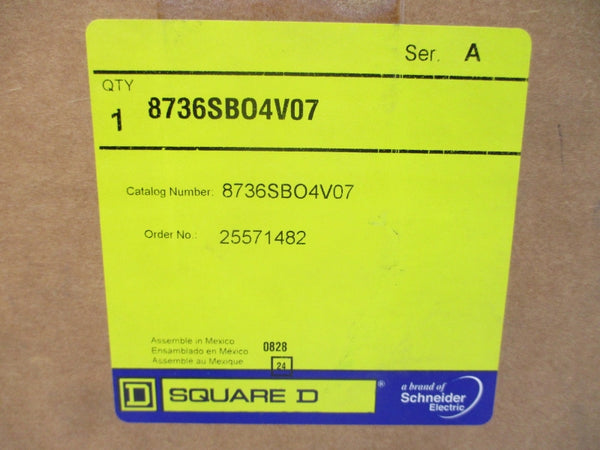 Ser. A
QTY
1 8736SBO4V07
Catalog Number: 8736SBO4V07
Order No.: 25571482
Assemble in Mexico
Ensamblado en México
Assemble au Mexique
0828
24
D SQUARE D ®
a brand of
Schneider
Electric